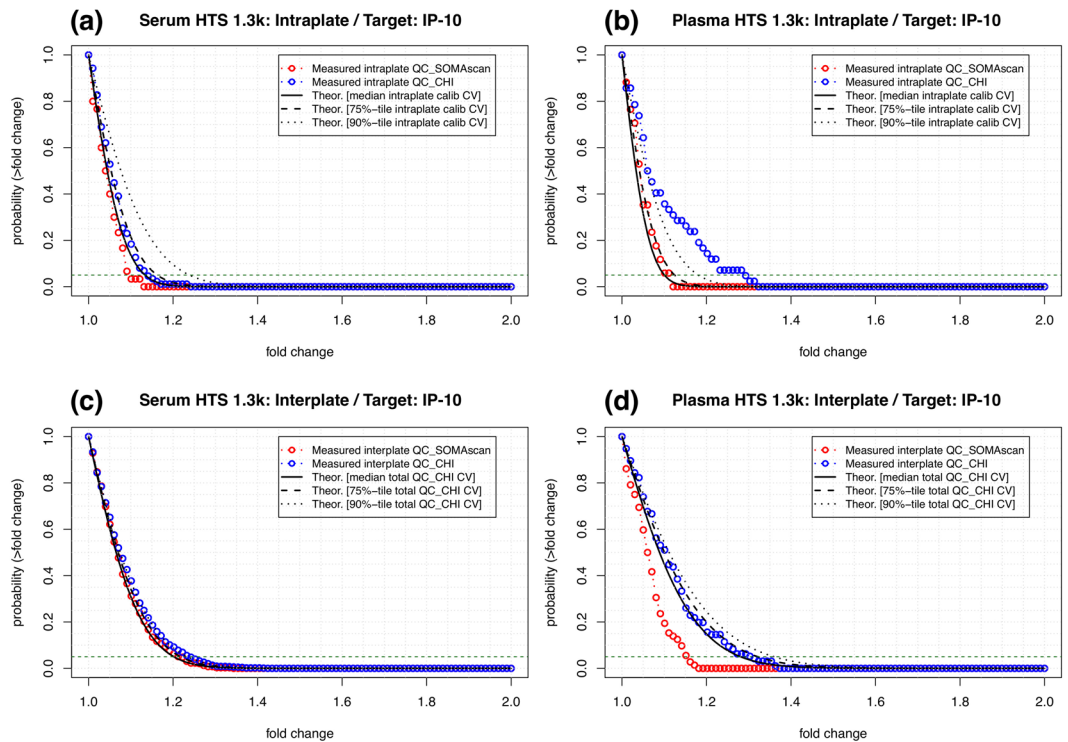 (a) Serum HTS 1.3k: Intraplate / Target: IP-10
Measured intraplate QC_SOMAscan
Measured intraplate QC_CHI
Theor. [median intraplate calib CV]
Theor. [75%-tile intraplate calib CV]
Theor. [90%-tile intraplate calib CV]
probability (>fold change)
1.0
0.8
0.6
0.4
0.2
0.0
1.0 1.2 1.4 1.6 1.8 2.0
fold change
(b) Plasma HTS 1.3k: Intraplate / Target: IP-10
Measured intraplate QC_SOMAscan
Measured intraplate QC_CHI
Theor. [median intraplate calib CV]
Theor. [75%-tile intraplate calib CV]
Theor. [90%-tile intraplate calib CV]
probability (>fold change)
1.0
0.8
0.6
0.4
0.2
0.0
1.0 1.2 1.4 1.6 1.8 2.0
fold change
(c) Serum HTS 1.3k: Interplate / Target: IP-10
Measured interplate QC_SOMAscan
Measured interplate QC_CHI
Theor. [median total QC_CHI CV]
Theor. [75%-tile total QC_CHI CV]
Theor. [90%-tile total QC_CHI CV]
probability (>fold change)
1.0
0.8
0.6
0.4
0.2
0.0
1.0 1.2 1.4 1.6 1.8 2.0
fold change
(d) Plasma HTS 1.3k: Interplate / Target: IP-10
Measured interplate QC_SOMAscan
Measured interplate QC_CHI
Theor. [median total QC_CHI CV]
Theor. [75%-tile total QC_CHI CV]
Theor. [90%-tile total QC_CHI CV]
probability (>fold change)
1.0
0.8
0.6
0.4
0.2
0.0
1.0 1.2 1.4 1.6 1.8 2.0
fold change